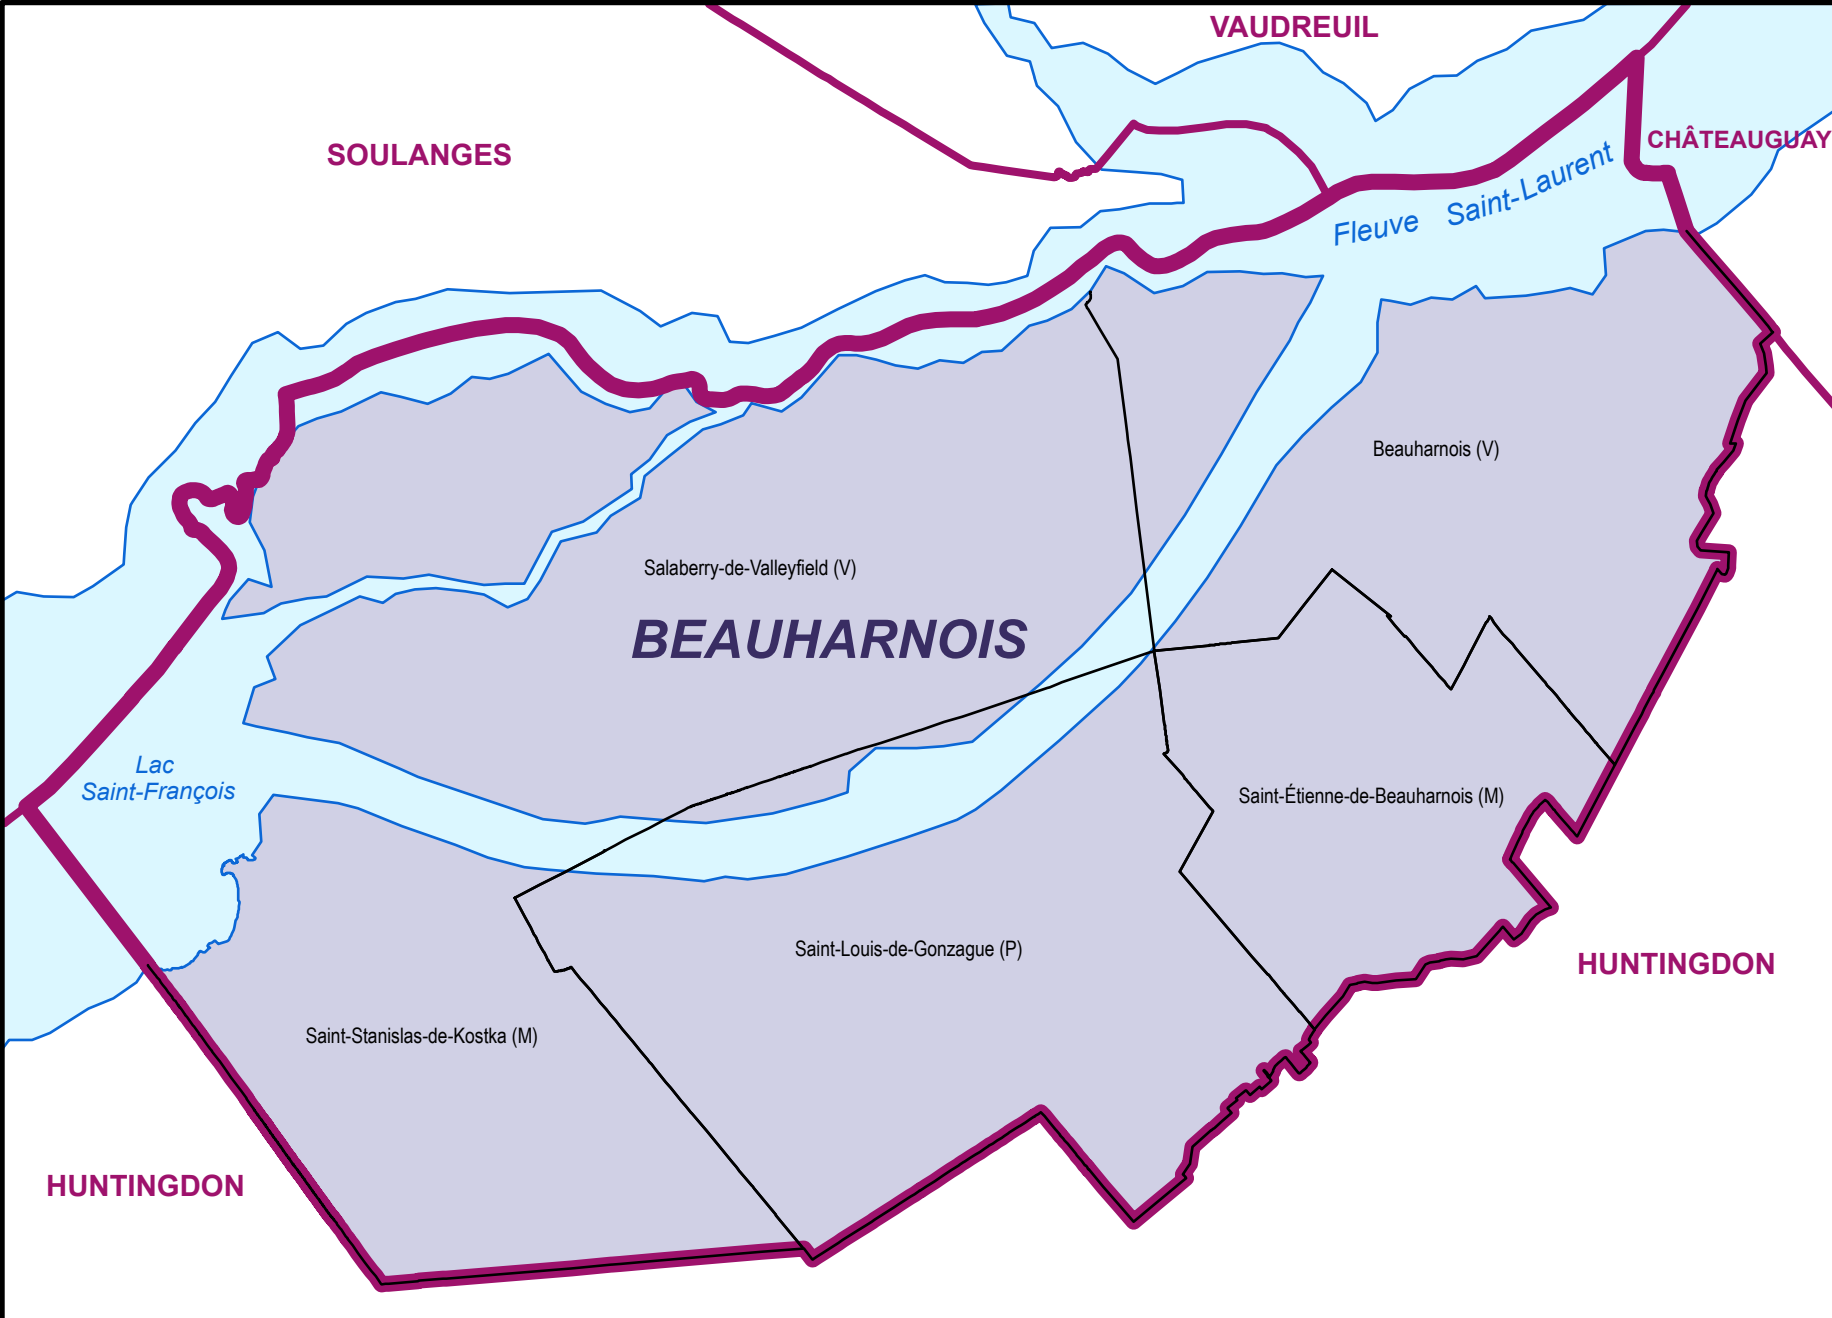 VAUDREUIL
SOULANGES
CHÂTEAUGUAY
Fleuve Saint-Laurent
Beauharnois (V)
Salaberry-de-Valleyfield (V)
BEAUHARNOIS
Lac
Saint-François
Saint-Étienne-de-Beauharnois (M)
Saint-Louis-de-Gonzague (P)
HUNTINGDON
Saint-Stanislas-de-Kostka (M)
HUNTINGDON